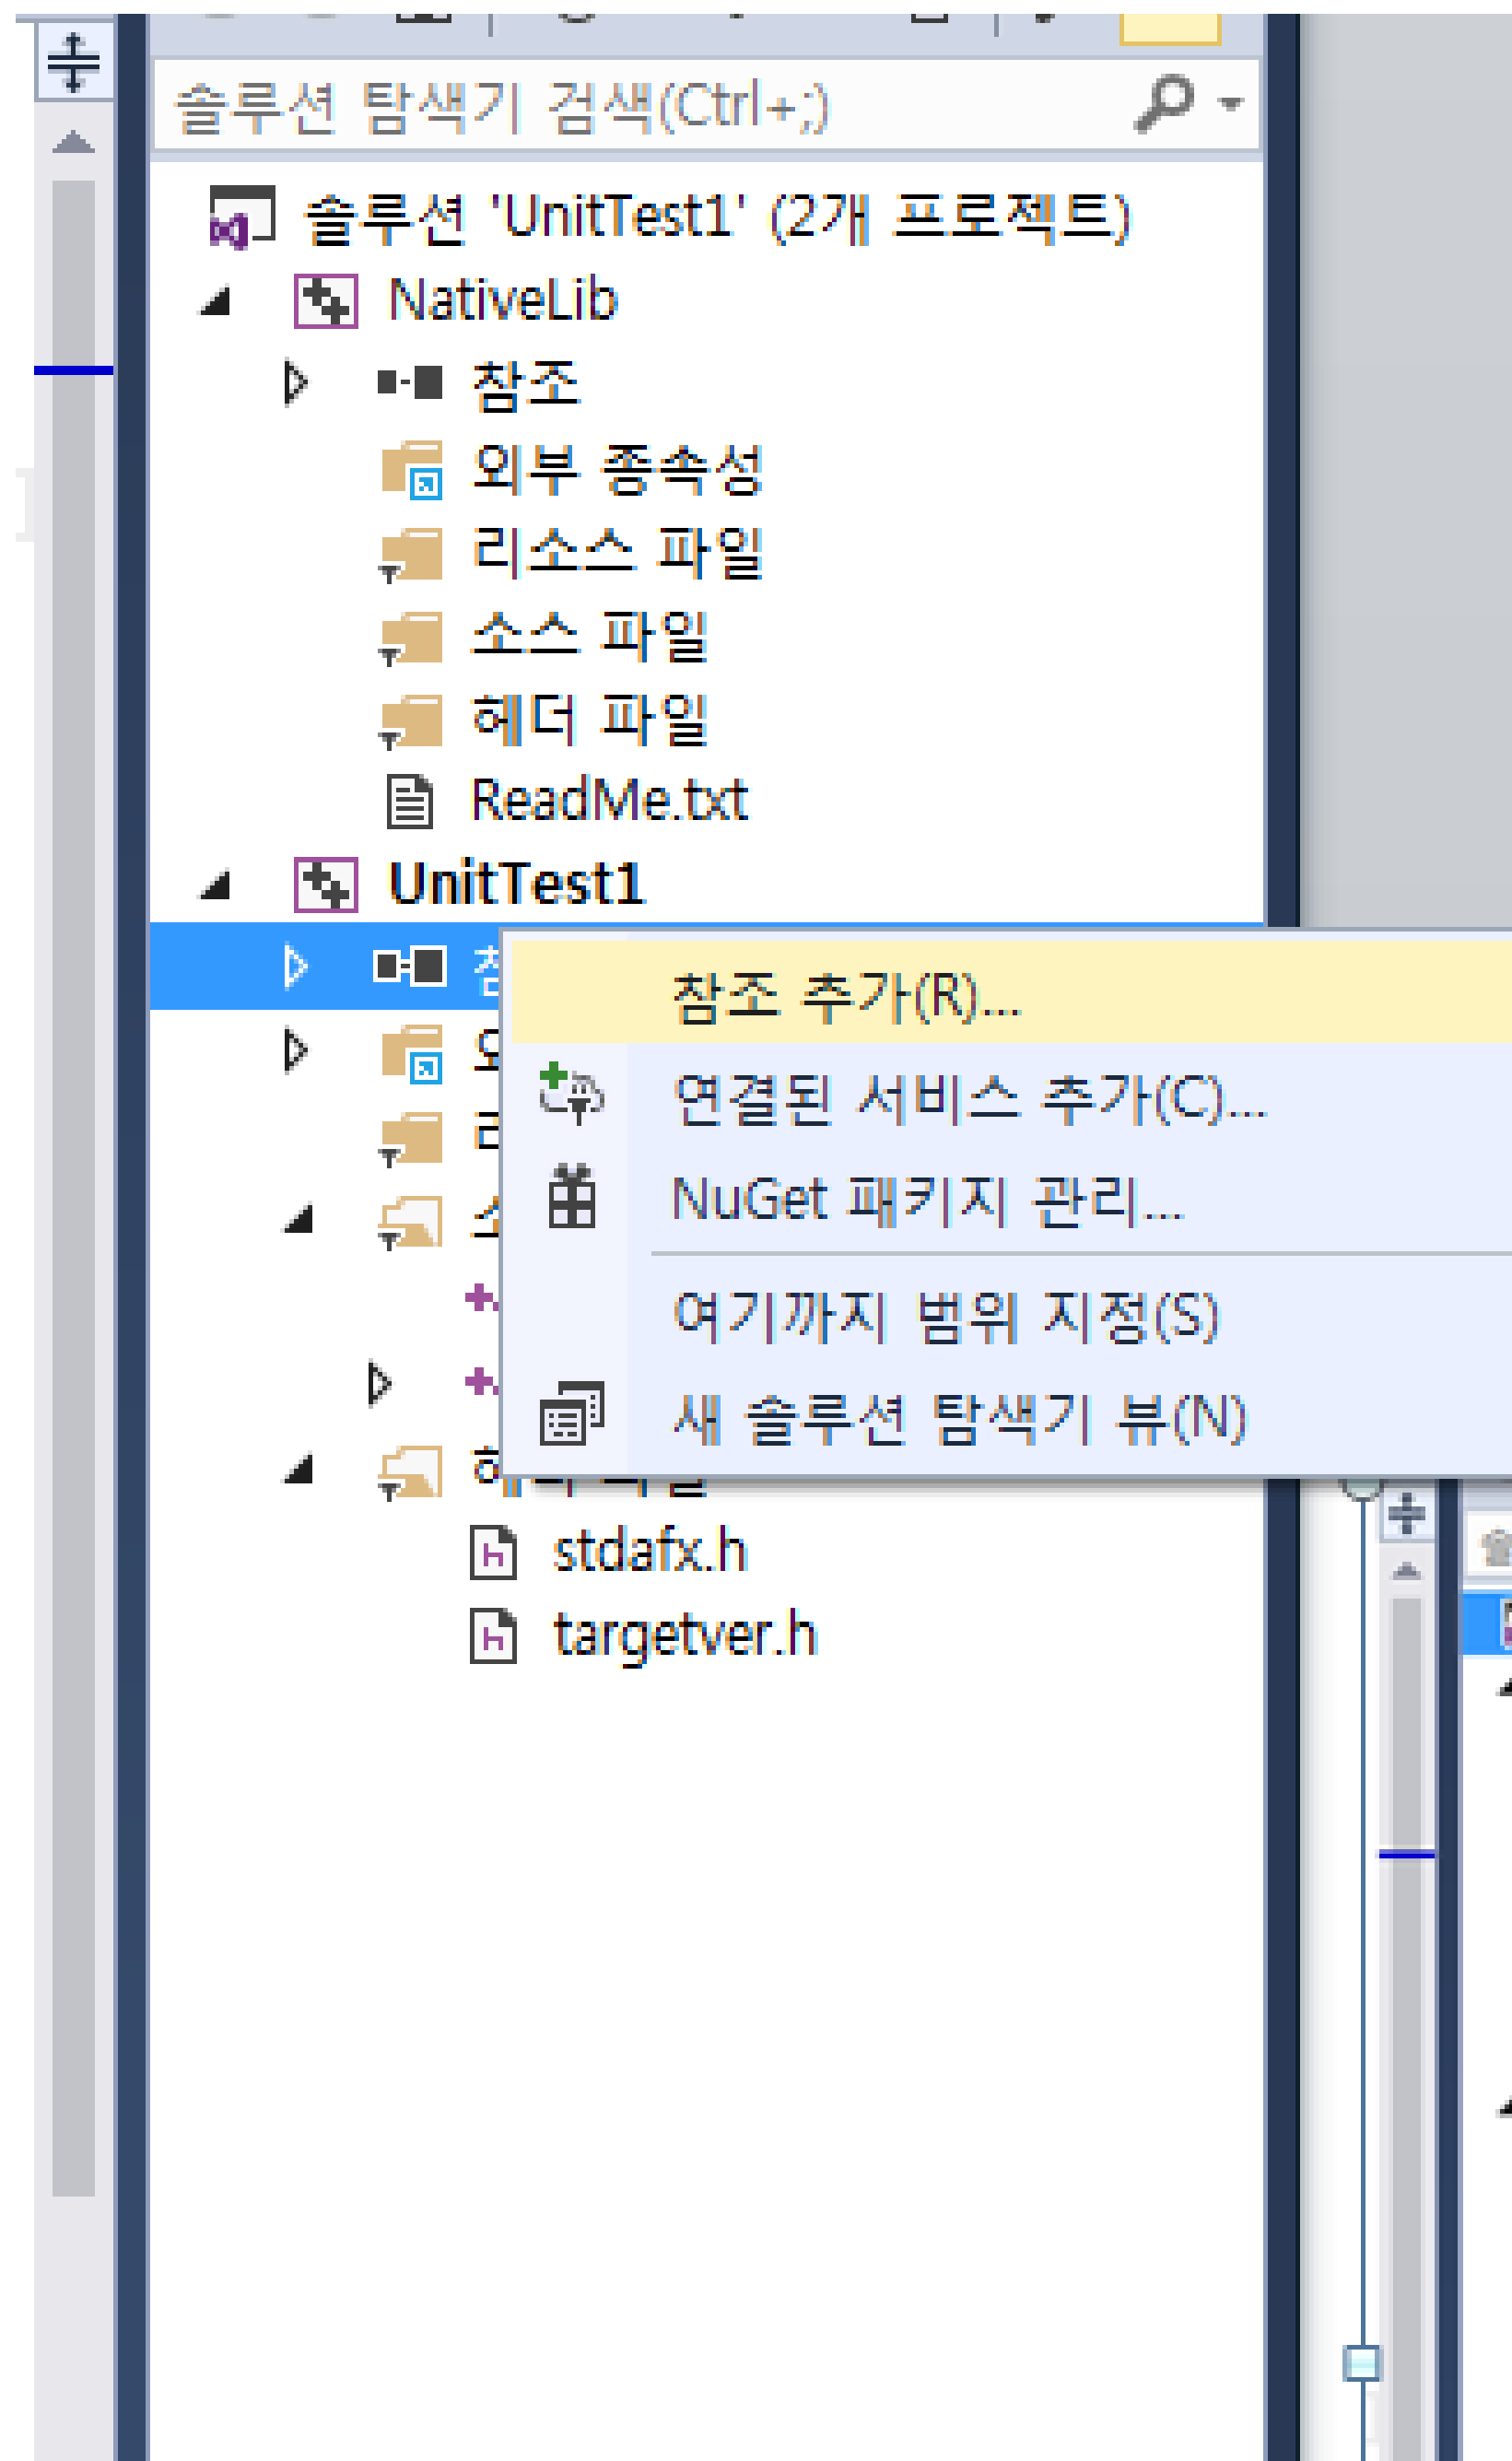 솔루션 탐색기 검색(Ctrl+;)
솔루션 'UnitTest1' (2개 프로젝트)
NativeLib
참조
외부 종속성
리소스 파일
소스 파일
헤더 파일
ReadMe.txt
UnitTest1
참조 추가(R)...
연결된 서비스 추가(C)...
NuGet 패키지 관리...
여기까지 범위 지정(S)
새 솔루션 탐색기 뷰(N)
stdafx.h
targetver.h